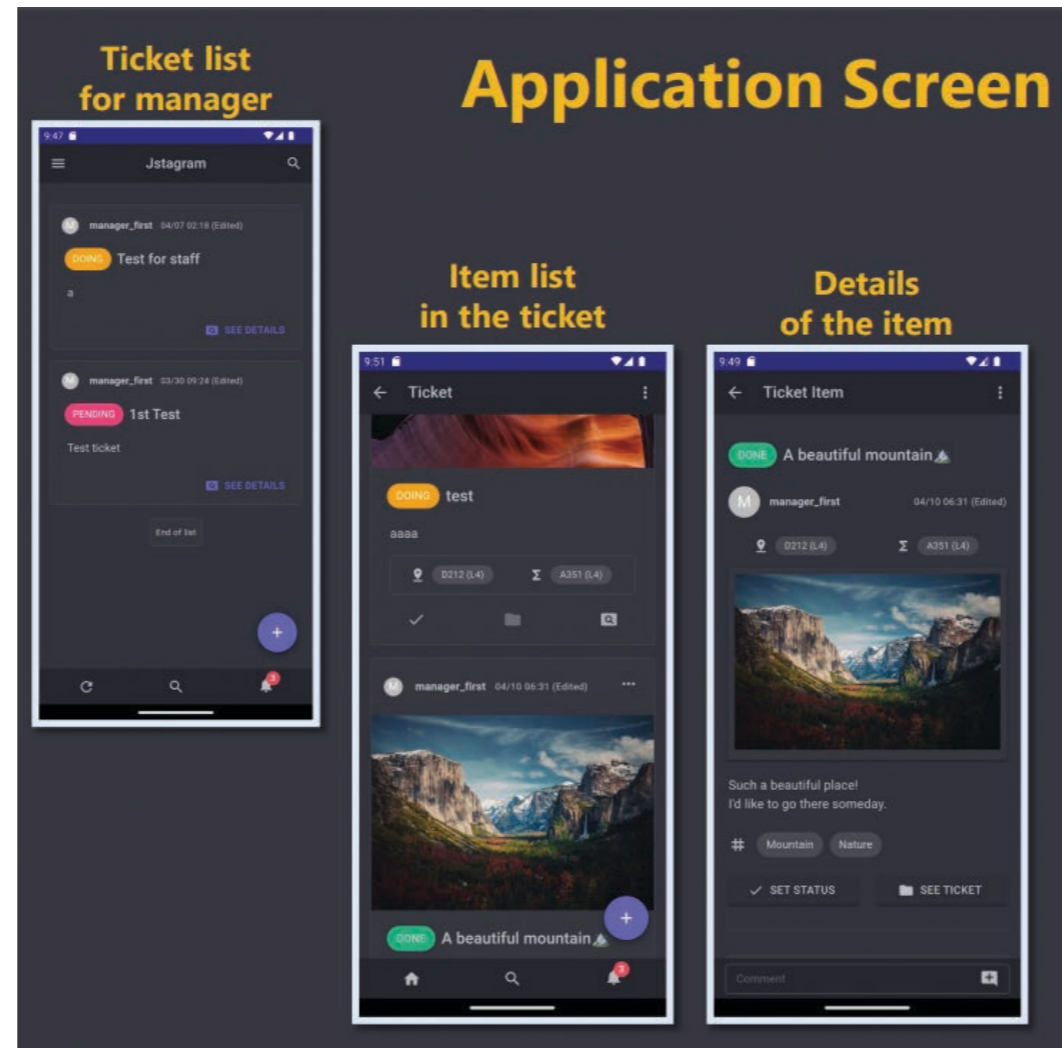 Application Screen
Ticket list
for manager
9:47
Jstagram
M manager_first 04/07 02:18 (Edited)
DOING Test for staff
a
SEE DETAILS
M manager_first 03/30 09:24 (Edited)
PENDING 1st Test
Test ticket
SEE DETAILS
End of list
+
3
Item list
in the ticket
9:51
Ticket
DOING test
aaaa
D212 (L4) Σ A351 (L4)
M manager_first 04/10 06:31 (Edited)
DONE A beautiful mountain
+
3
Details
of the item
9:49
Ticket Item
DONE A beautiful mountain
M manager_first 04/10 06:31 (Edited)
D212 (L4) Σ A351 (L4)
Such a beautiful place!
I'd like to go there someday.
# Mountain Nature
SET STATUS SEE TICKET
Comment